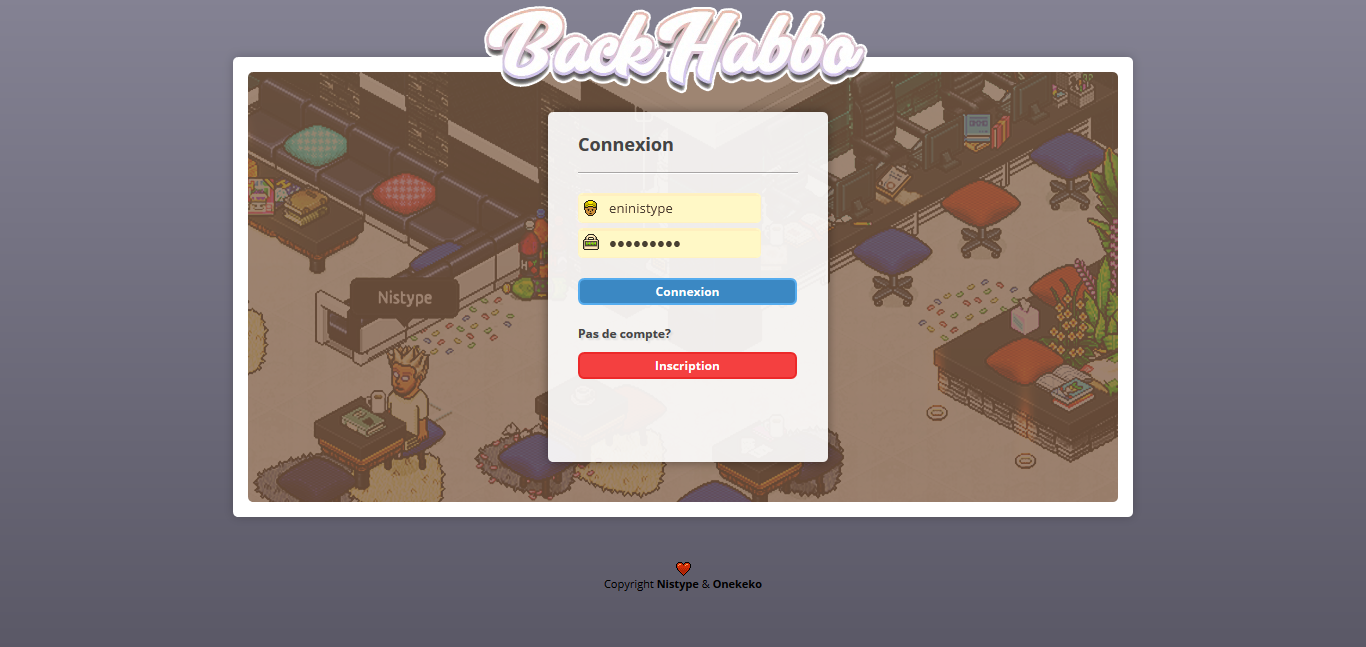 BackHabbo
Connexion
eninistype
•••••••••
Connexion
Pas de compte?
Inscription
Nistype
Copyright Nistype & Onekeko